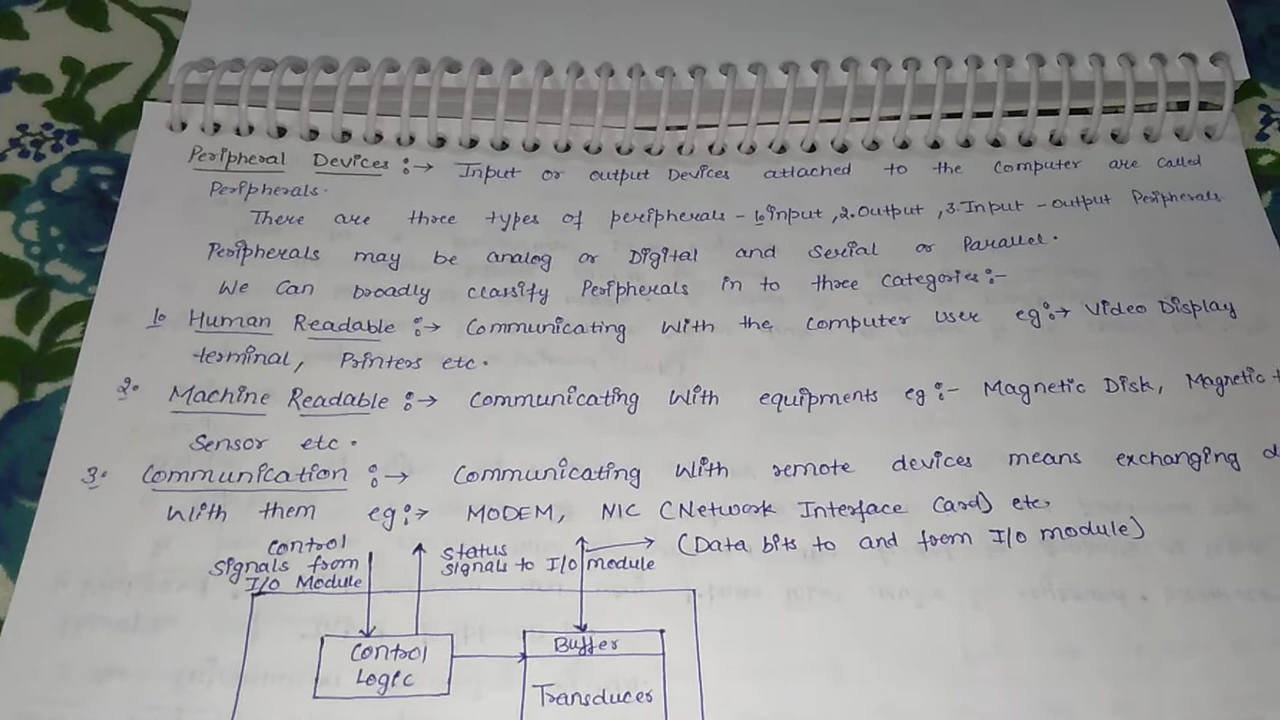 Peripheral Devices :→ Input or output Devices attached to the Computer are called
Peripherals.
There are three types of peripherals - 1. input, 2. output, 3. Input - output Peripherals
Peripherals may be analog or Digital and Serial or Parallel.
We Can broadly classify Peripherals in to three Categories :-
1. Human Readable :→ Communicating With the Computer user eg :→ Video Display
terminal, Printers etc.
2. Machine Readable :→ Communicating With equipments eg :- Magnetic Disk, Magnetic
Sensor etc.
3. Communication :→ Communicating With remote devices means exchanging
With them eg :→ MODEM, NIC (Network Interface Card) etc.
Control
Signals from
I/O Module
Status
Signals to I/O module
(Data bits to and from I/O module)
Control
Logic
Buffer
Transducer